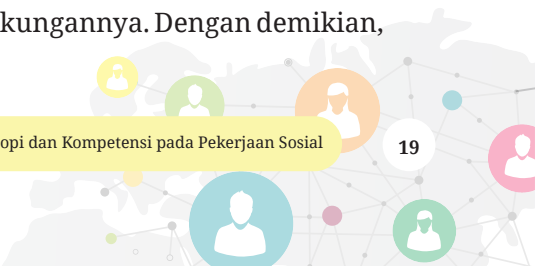 kungannya. Dengan demikian,
opi dan Kompetensi pada Pekerjaan Sosial
19